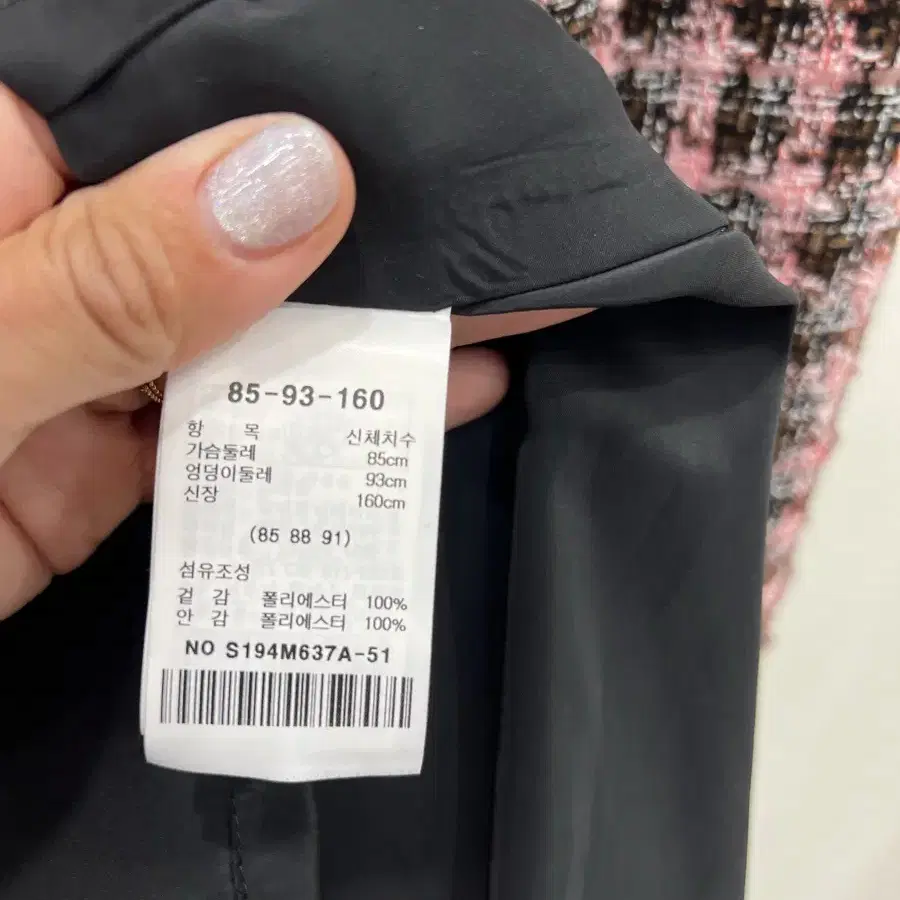 85-93-160
항 목 신체치수
가슴둘레 85cm
엉덩이둘레 93cm
신장 160cm
(85 88 91)
섬유조성
겉 감 폴리에스터 100%
안 감 폴리에스터 100%
NO S194M637A-51